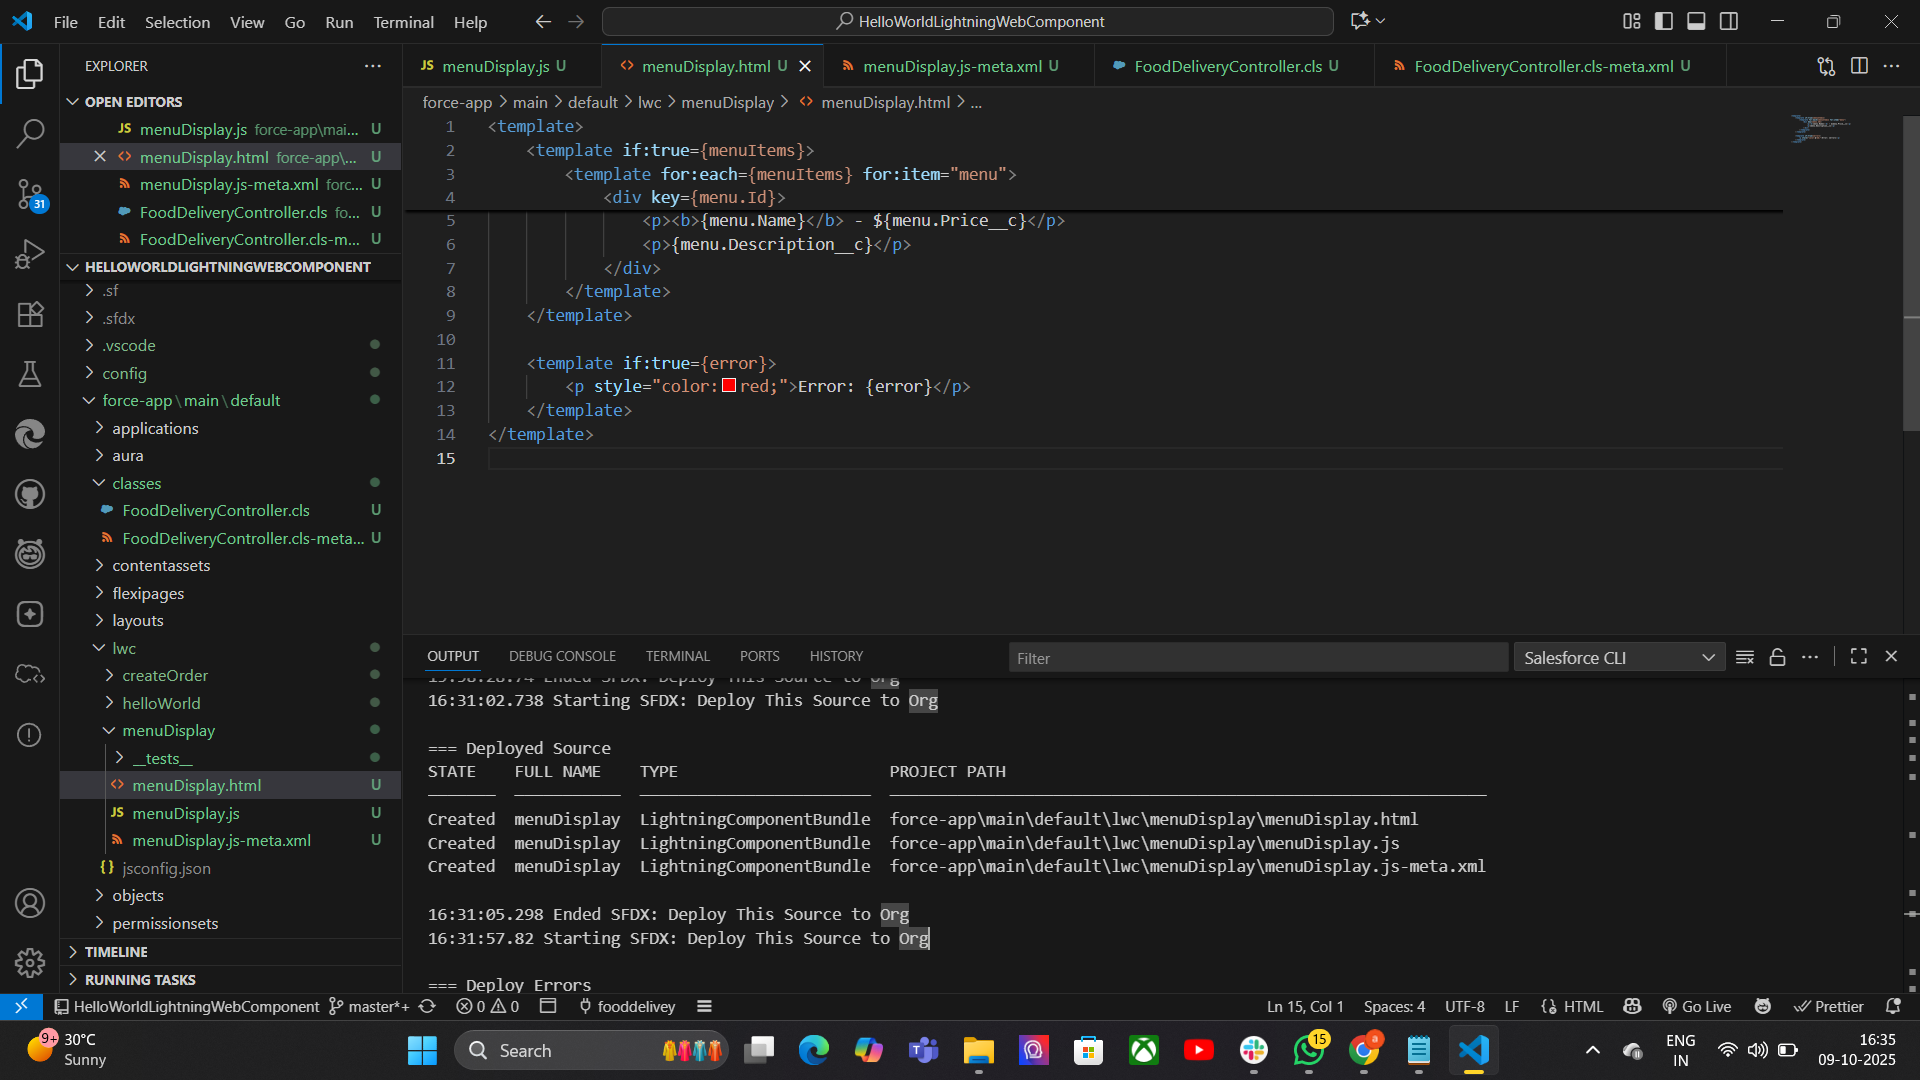 File Edit Selection View Go Run Terminal Help
HelloWorldLightningWebComponent
EXPLORER
OPEN EDITORS
menuDisplay.js force-app\mai... U
menuDisplay.html force-app\... U
menuDisplay.js-meta.xml forc... U
FoodDeliveryController.cls fo... U
FoodDeliveryController.cls-m... U
HELLOWORLDLIGHTNINGWEBCOMPONENT
.sf
.sfdx
.vscode
config
force-app\main\default
applications
aura
classes
FoodDeliveryController.cls U
FoodDeliveryController.cls-meta... U
contentassets
flexipages
layouts
lwc
createOrder
helloWorld
menuDisplay
__tests__
menuDisplay.html U
JS menuDisplay.js U
menuDisplay.js-meta.xml U
{} jsconfig.json
objects
permissionsets
TIMELINE
RUNNING TASKS
31
JS menuDisplay.js U
menuDisplay.html U
menuDisplay.js-meta.xml U
FoodDeliveryController.cls U
FoodDeliveryController.cls-meta.xml U
force-app > main > default > lwc > menuDisplay > menuDisplay.html > ...
1 <template>
2 <template if:true={menuItems}>
3 <template for:each={menuItems} for:item="menu">
4 <div key={menu.Id}>
5 <p><b>{menu.Name}</b> - ${menu.Price__c}</p>
6 <p>{menu.Description__c}</p>
7 </div>
8 </template>
9 </template>
10
11 <template if:true={error}>
12 <p style="color:red;">Error: {error}</p>
13 </template>
14 </template>
15
OUTPUT DEBUG CONSOLE TERMINAL PORTS HISTORY
Filter
Salesforce CLI
Ended SFDX: Deploy This Source to Org
16:31:02.738 Starting SFDX: Deploy This Source to Org
=== Deployed Source
STATE FULL NAME TYPE PROJECT PATH
Created menuDisplay LightningComponentBundle force-app\main\default\lwc\menuDisplay\menuDisplay.html
Created menuDisplay LightningComponentBundle force-app\main\default\lwc\menuDisplay\menuDisplay.js
Created menuDisplay LightningComponentBundle force-app\main\default\lwc\menuDisplay\menuDisplay.js-meta.xml
16:31:05.298 Ended SFDX: Deploy This Source to Org
16:31:57.82 Starting SFDX: Deploy This Source to Org
=== Deploy Errors
HelloWorldLightningWebComponent master*+ 0 0 fooddelivey
Ln 15, Col 1 Spaces: 4 UTF-8 LF {} HTML Go Live Prettier
9+
30°C
Sunny
Search
15
ENG
IN
16:35
09-10-2025